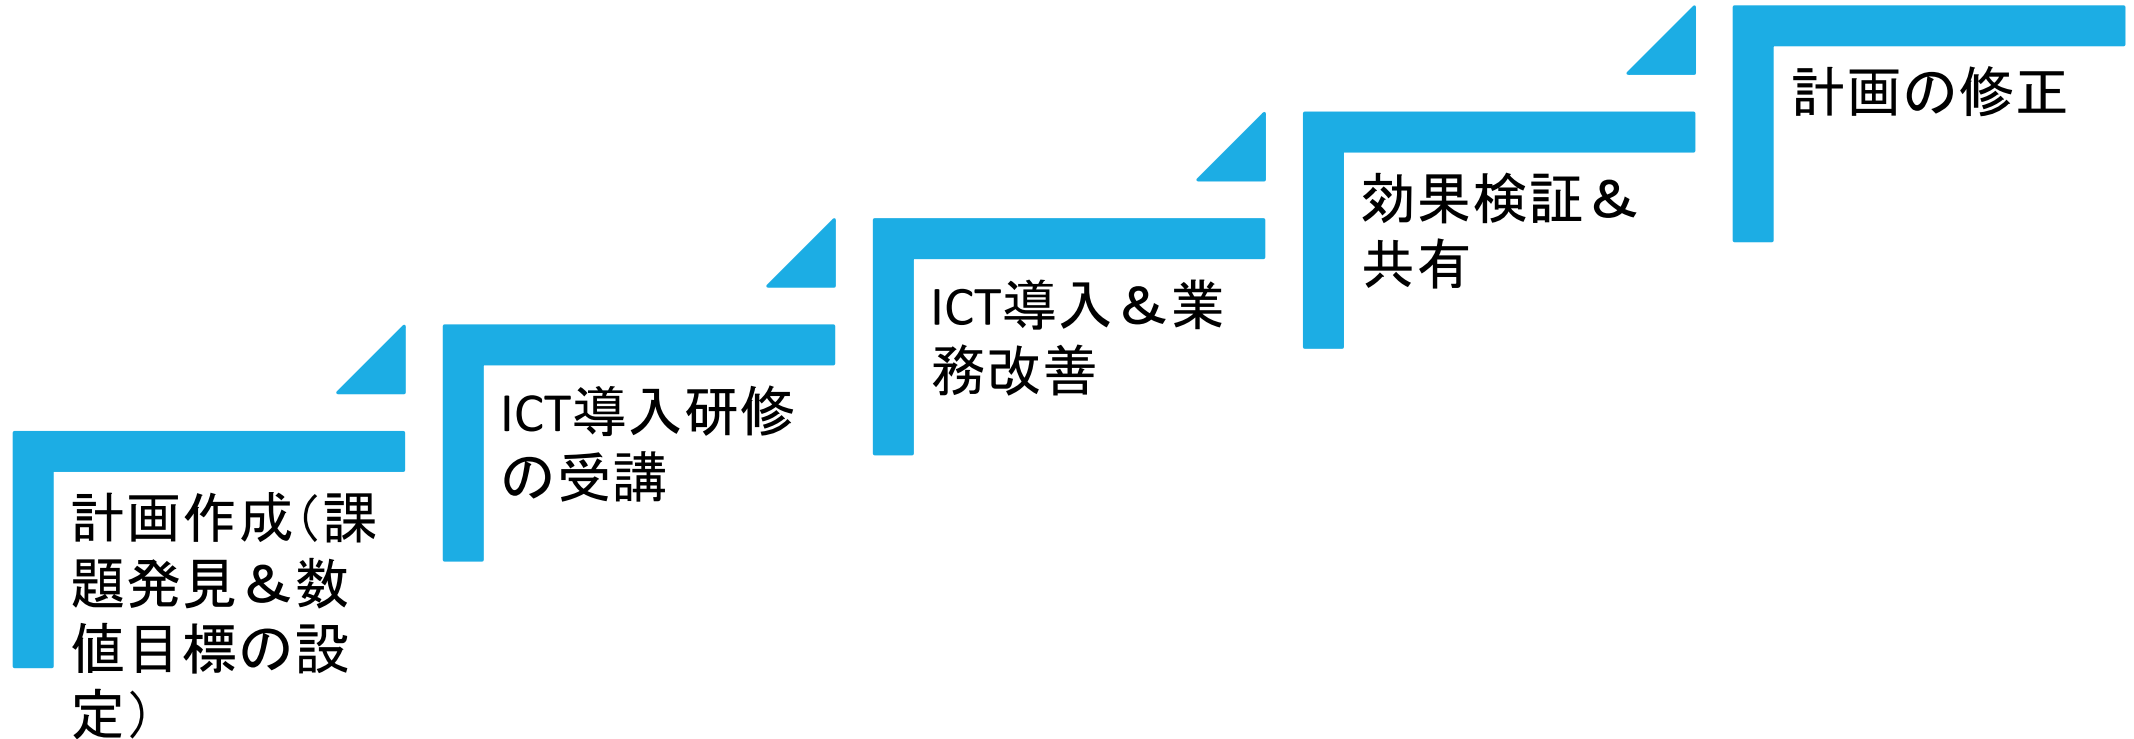 計画作成（課
題発見＆数
値目標の設
定）
ICT導入研修
の受講
ICT導入＆業
務改善
効果検証＆
共有
計画の修正